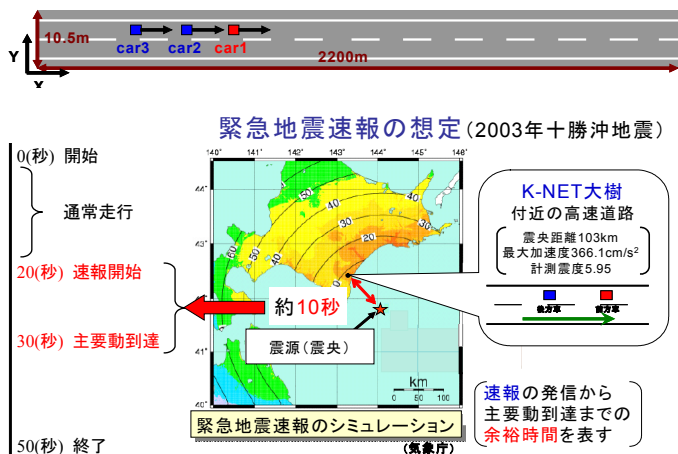 10.5m
car3
car2
car1
2200m
Y
X
緊急地震速報の想定(2003年十勝沖地震)
0(秒) 開始
通常走行
20(秒) 速報開始
30(秒) 主要動到達
50(秒) 終了
約10秒
140°
141°
142°
143°
144°
145°
146°
44°
43°
41°
40°
60
50
40
30
50
40
30
20
40
30
0
震源(震央)
km
0 50 100
緊急地震速報のシミュレーション
(気象庁)
K-NET大樹
付近の高速道路
震央距離103km
最大加速度366.1cm/s²
計測震度5.95
後方車
前方車
速報の発信から
主要動到達までの
余裕時間を表す